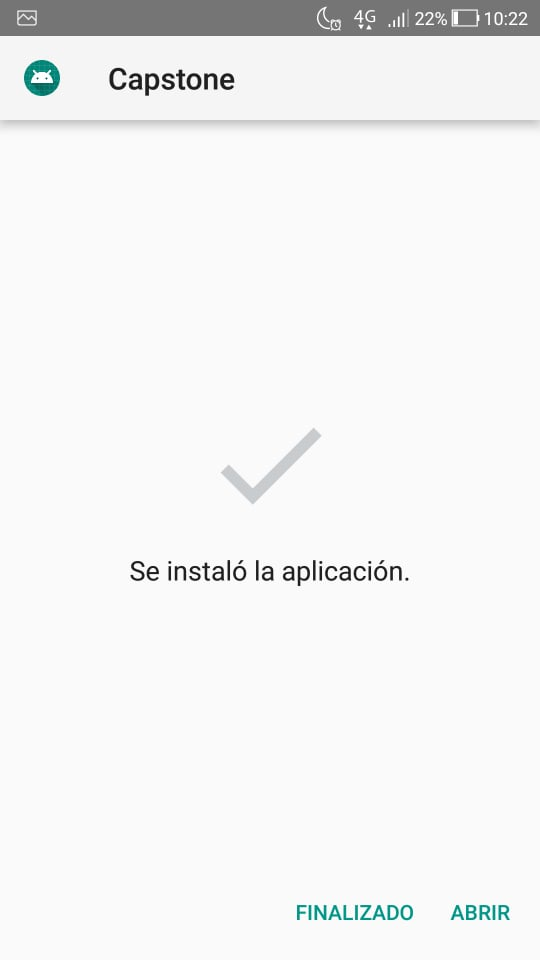 4G 22% 10:22
Capstone
Se instaló la aplicación.
FINALIZADO ABRIR